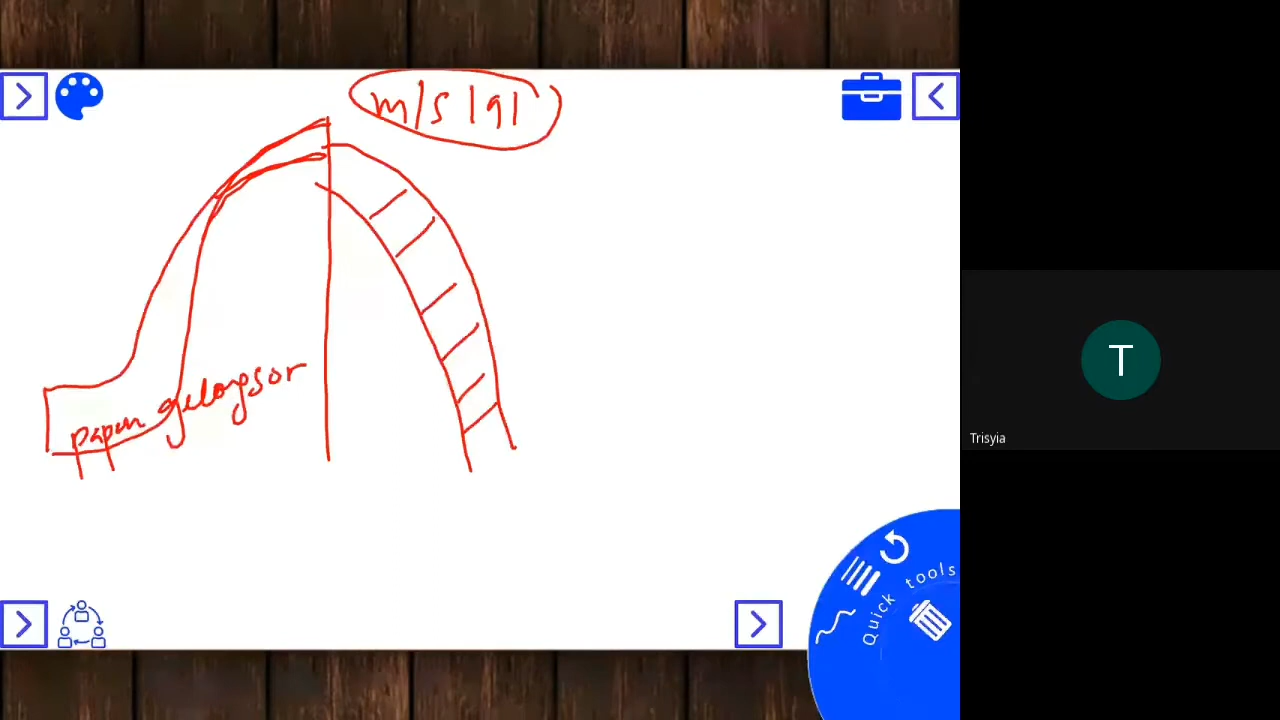 m/s 191
papan gelongsor
Trisyia
T
Quick tools